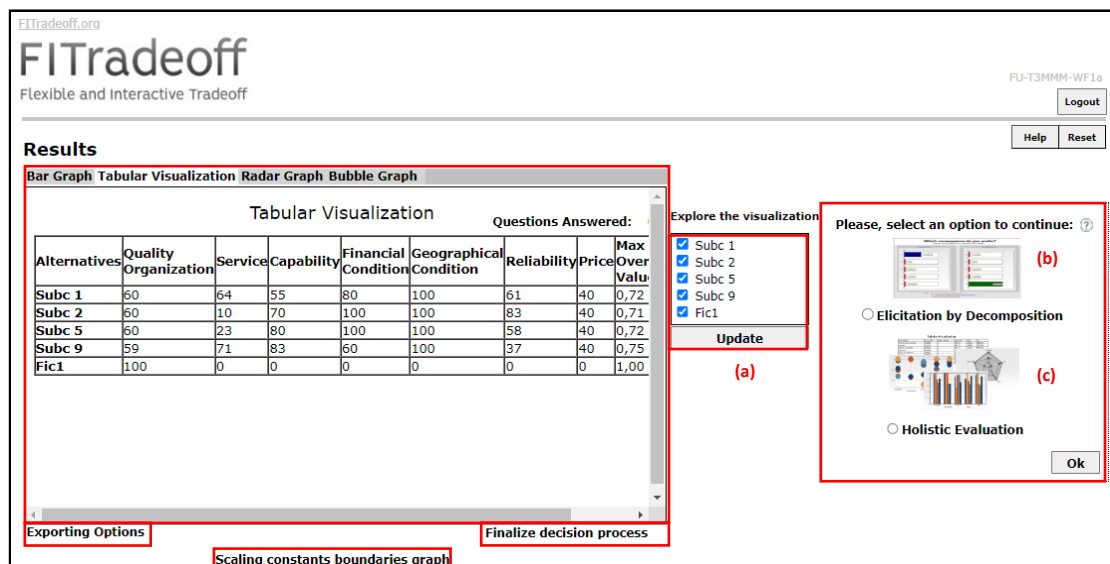 FITradeoff.org
FITradeoff
Flexible and Interactive Tradeoff
FU-T3MMM-WF1a
Logout
Help Reset
Results
Bar Graph Tabular Visualization Radar Graph Bubble Graph
Tabular Visualization
Questions Answered:
Alternatives Quality Organization Service Capability Financial Condition Geographical Condition Reliability Price Max Over Valu
Subc 1 60 64 55 80 100 61 40 0,72
Subc 2 60 10 70 100 100 83 40 0,71
Subc 5 60 23 80 100 100 58 40 0,72
Subc 9 59 71 83 60 100 37 40 0,75
Fic1 100 0 0 0 0 0 0 1,00
Explore the visualization
Subc 1
Subc 2
Subc 5
Subc 9
Fic1
Update
(a)
Please, select an option to continue: ?
(b)
Elicitation by Decomposition
(c)
Holistic Evaluation
Ok
Exporting Options
Finalize decision process
Scaling constants boundaries graph